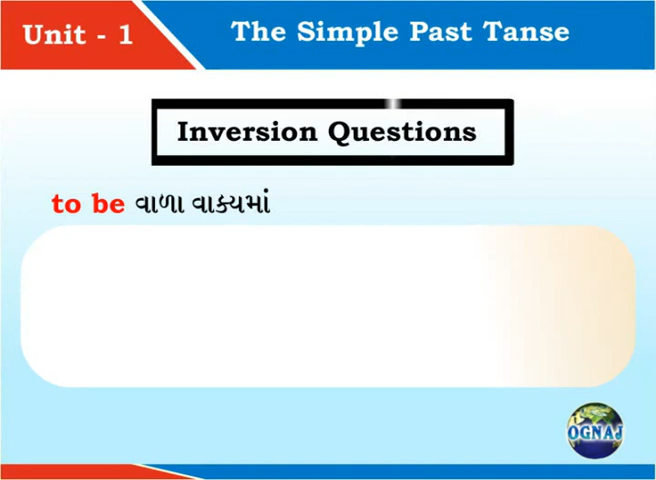 Unit - 1
The Simple Past Tanse
Inversion Questions
to be વાળા વાક્યમાં
OGNAJ